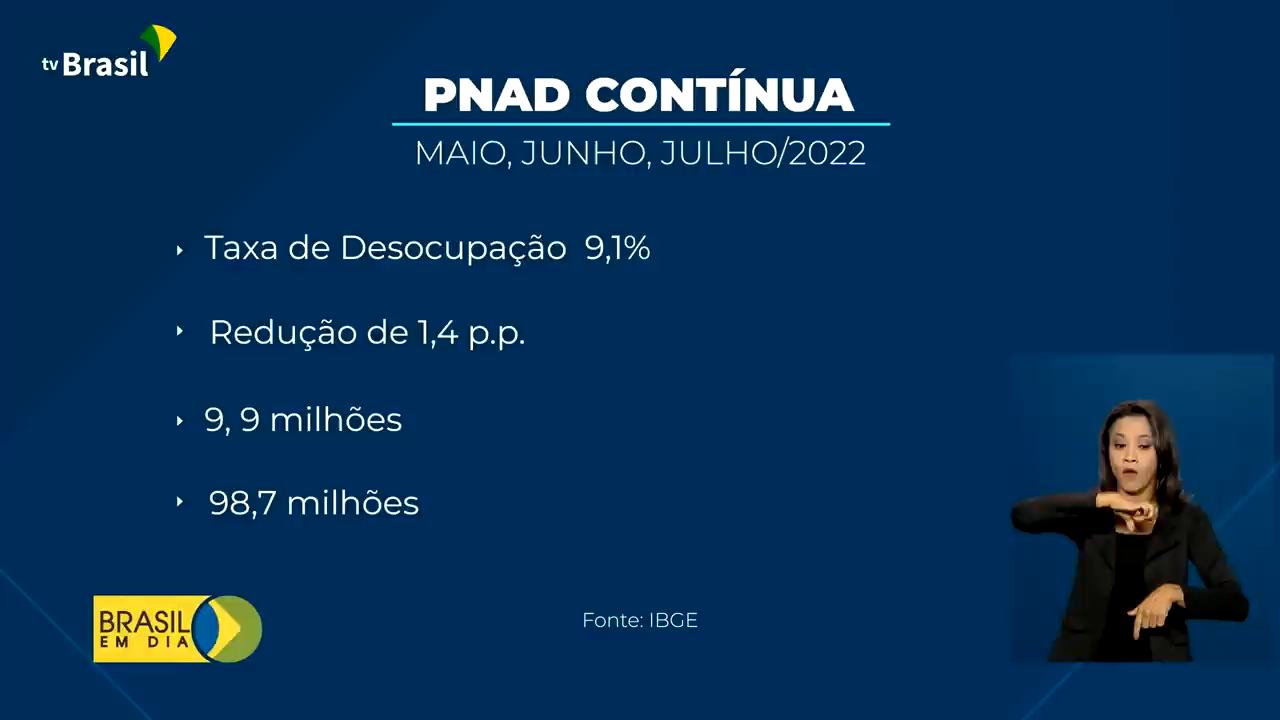 tv Brasil
PNAD CONTÍNUA
MAIO, JUNHO, JULHO/2022
Taxa de Desocupação 9,1%
Redução de 1,4 p.p.
9, 9 milhões
98,7 milhões
BRASIL
EM DIA
Fonte: IBGE